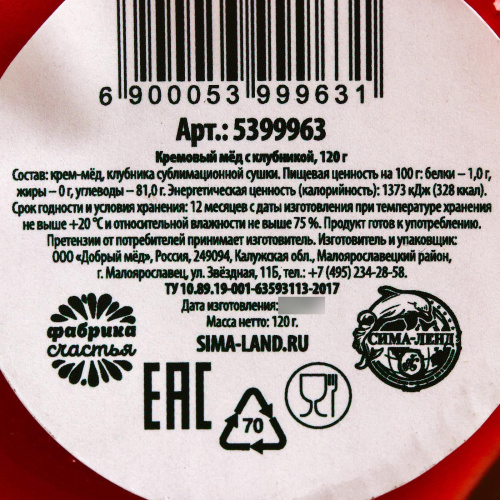 6 900053 999631
Арт.: 5399963
Кремовый мёд с клубникой, 120 г
Состав: крем-мёд, клубника сублимационной сушки. Пищевая ценность на 100 г: белки – 1,0 г,
жиры – 0 г, углеводы – 81,0 г. Энергетическая ценность (калорийность): 1373 кДж (328 ккал).
Срок годности и условия хранения: 12 месяцев с даты изготовления при температуре хранения
не выше +20 °C и относительной влажности не выше 75 %. Продукт готов к употреблению.
Претензии от потребителей принимает изготовитель. Изготовитель и упаковщик:
ООО «Добрый мёд», Россия, 249094, Калужская обл., Малоярославецкий район,
г. Малоярославец, ул. Звёздная, 11Б, тел.: +7 (495) 234-28-58.
ТУ 10.89.19-001-63593113-2017
Дата изготовления:
Масса нетто: 120 г.
SIMA-LAND.RU
фабрика
счастья
СИМА-ЛЕНД
ЕАС
70